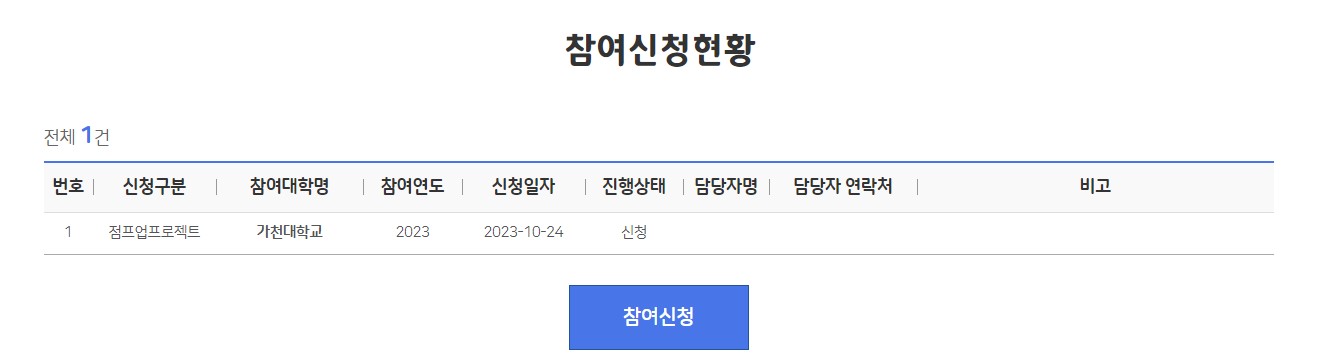 참여신청현황
전체 1건
번호 신청구분 참여대학명 참여연도 신청일자 진행상태 담당자명 담당자 연락처 비고
1 점프업프로젝트 가천대학교 2023 2023-10-24 신청
참여신청